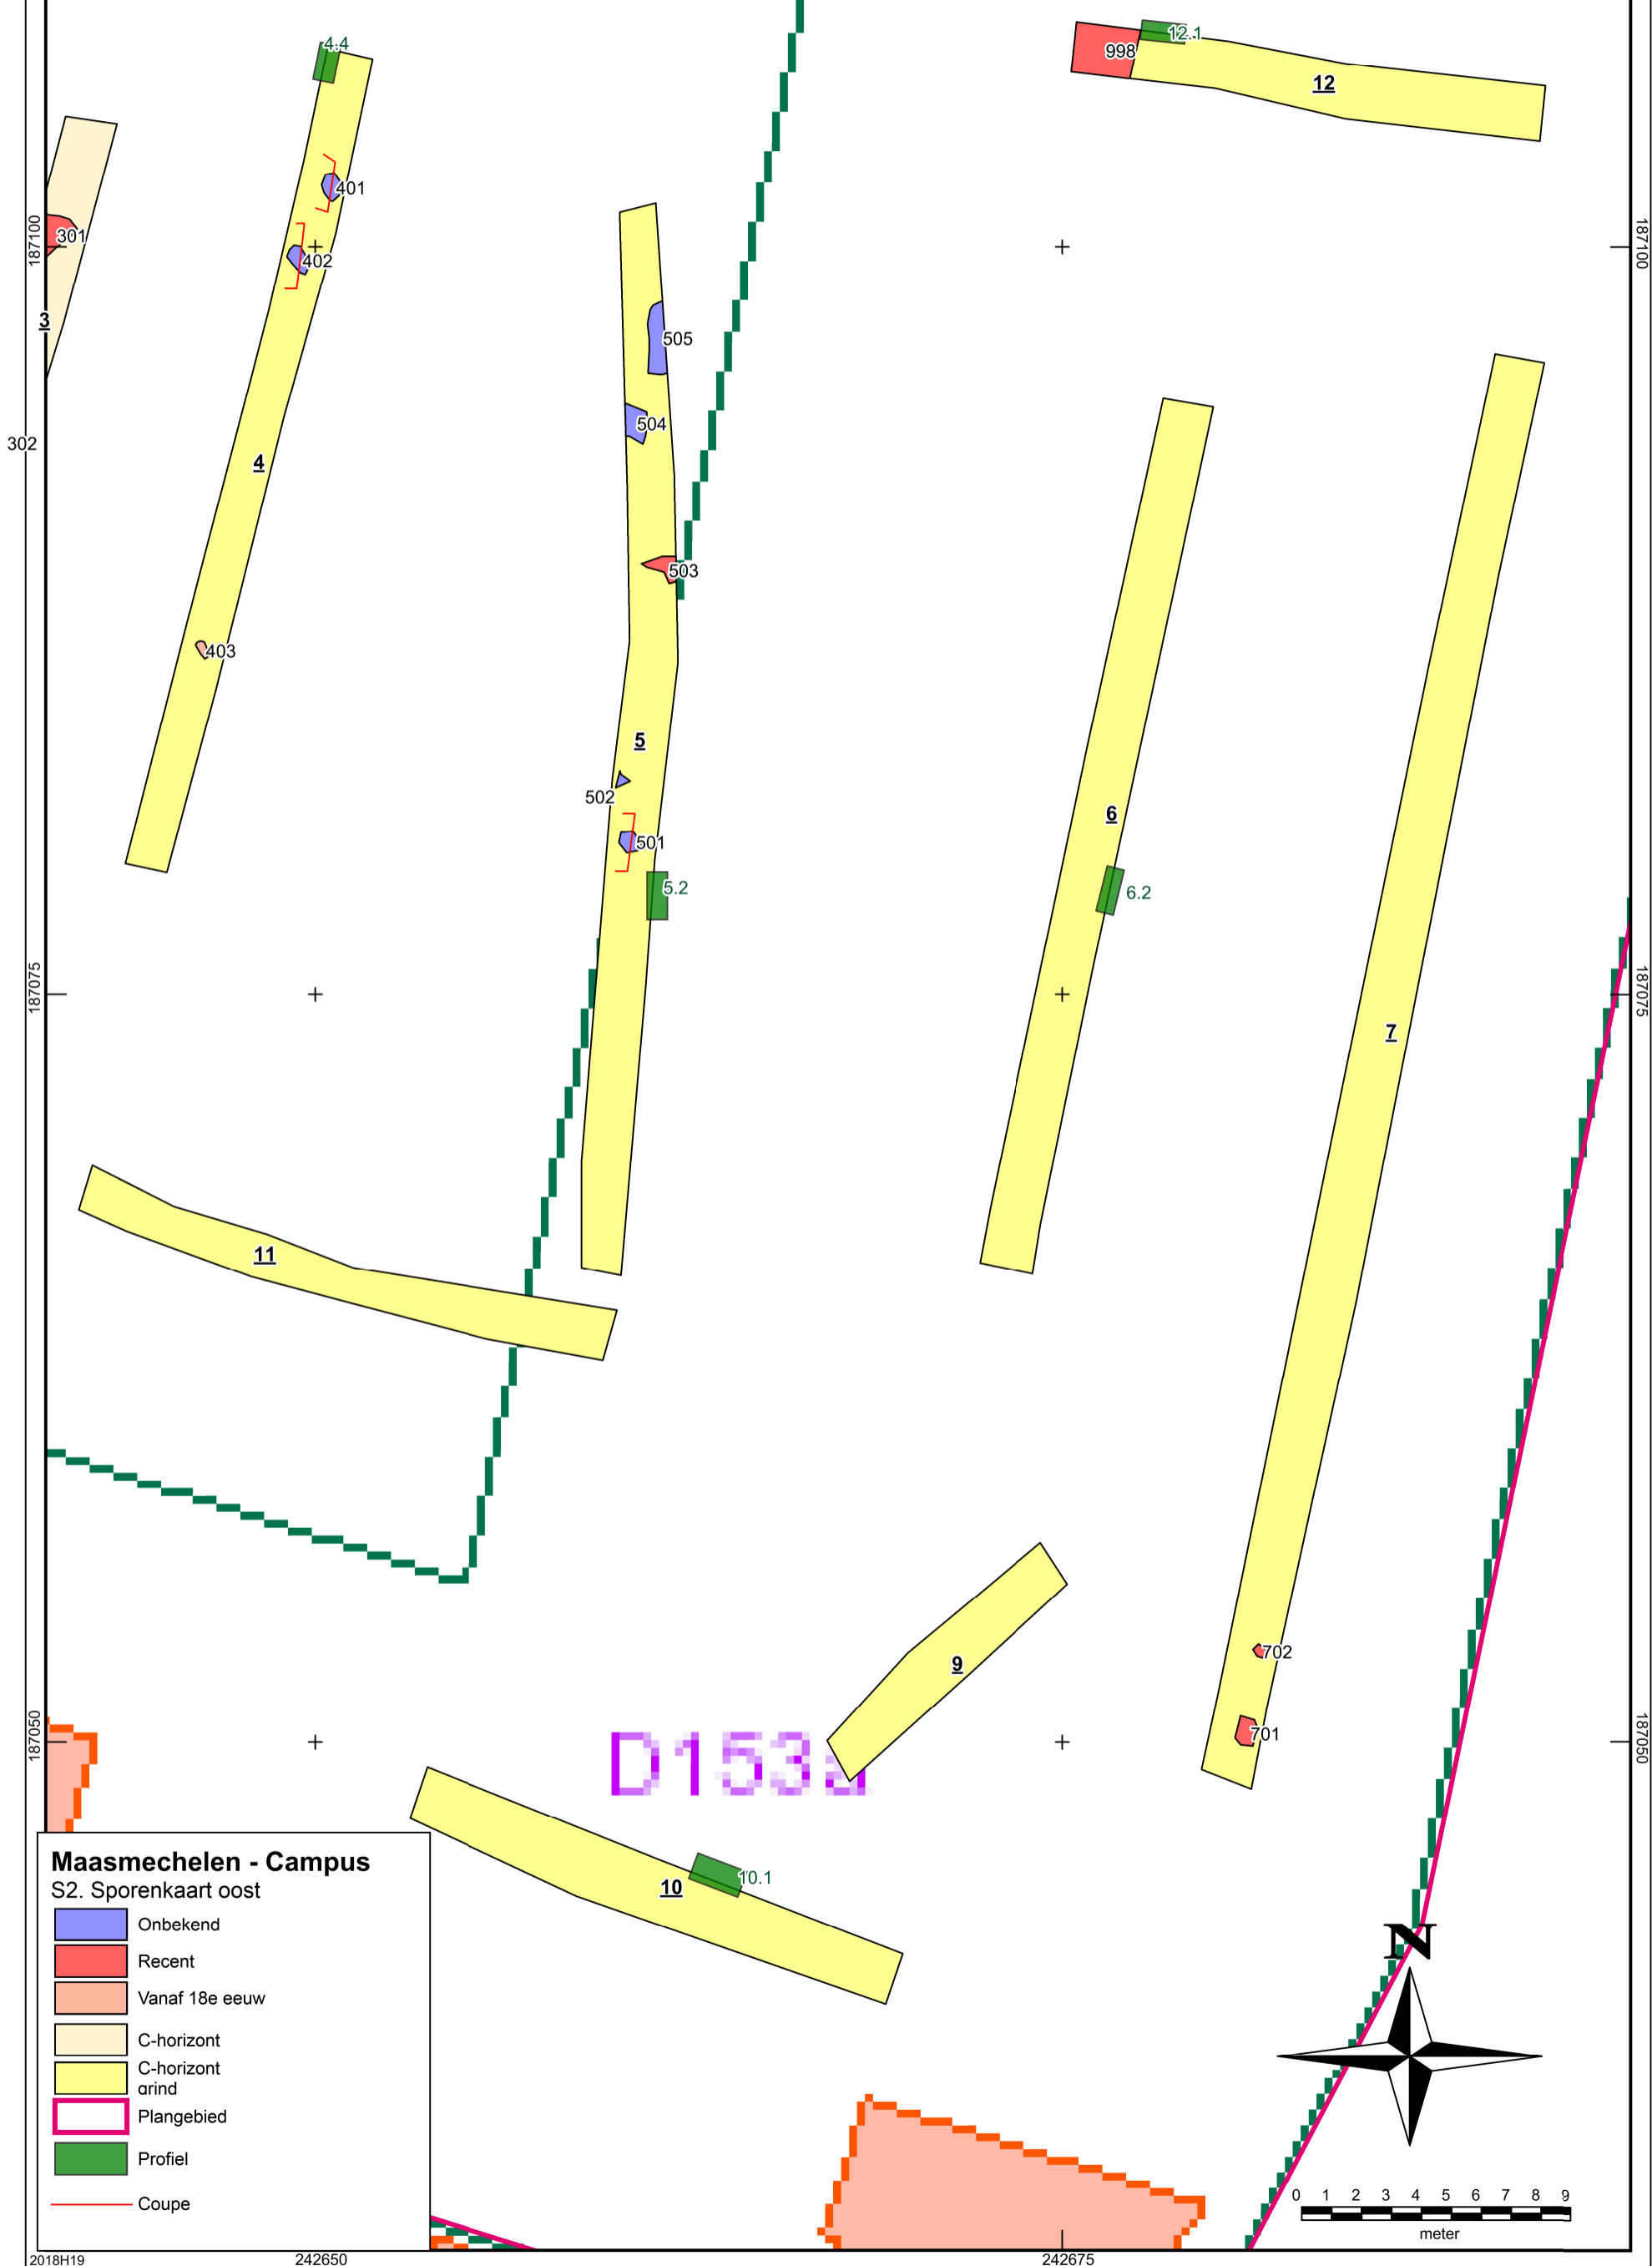 4.4
12.1
998
12
187100
187100
401
301
402
3
505
504
302
4
503
403
5
502
501
6
5.2
6.2
187075
187075
7
11
702
9
701
187050
187050
D153a
10.1
10
Maasmechelen - Campus
S2. Sporenkaart oost
Onbekend
Recent
Vanaf 18e eeuw
C-horizont
C-horizont
grind
Plangebied
Profiel
Coupe
N
0 1 2 3 4 5 6 7 8 9
meter
2018H19
242650
242675